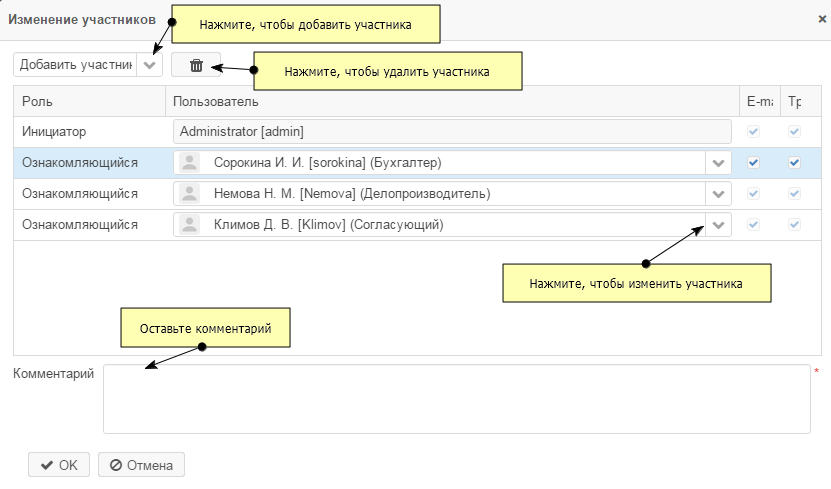 Изменение участников
Нажмите, чтобы добавить участника
Добавить участник
Нажмите, чтобы удалить участника
Роль Пользователь E-ma Тр
Инициатор Administrator [admin]
Ознакомляющийся Сорокина И. И. [sorokina] (Бухгалтер)
Ознакомляющийся Немова Н. М. [Nemova] (Делопроизводитель)
Ознакомляющийся Климов Д. В. [Klimov] (Согласующий)
Нажмите, чтобы изменить участника
Оставьте комментарий
Комментарий *
OK Отмена